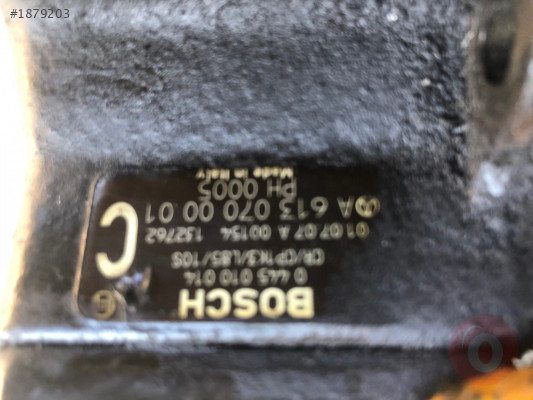 #1879203
BOSCH
0 445 010 014
CR/CP1K3/L85/10S
01.07.07 A 00154 132762
A 613 070 00 01
PH 0005
Made in Italy
C